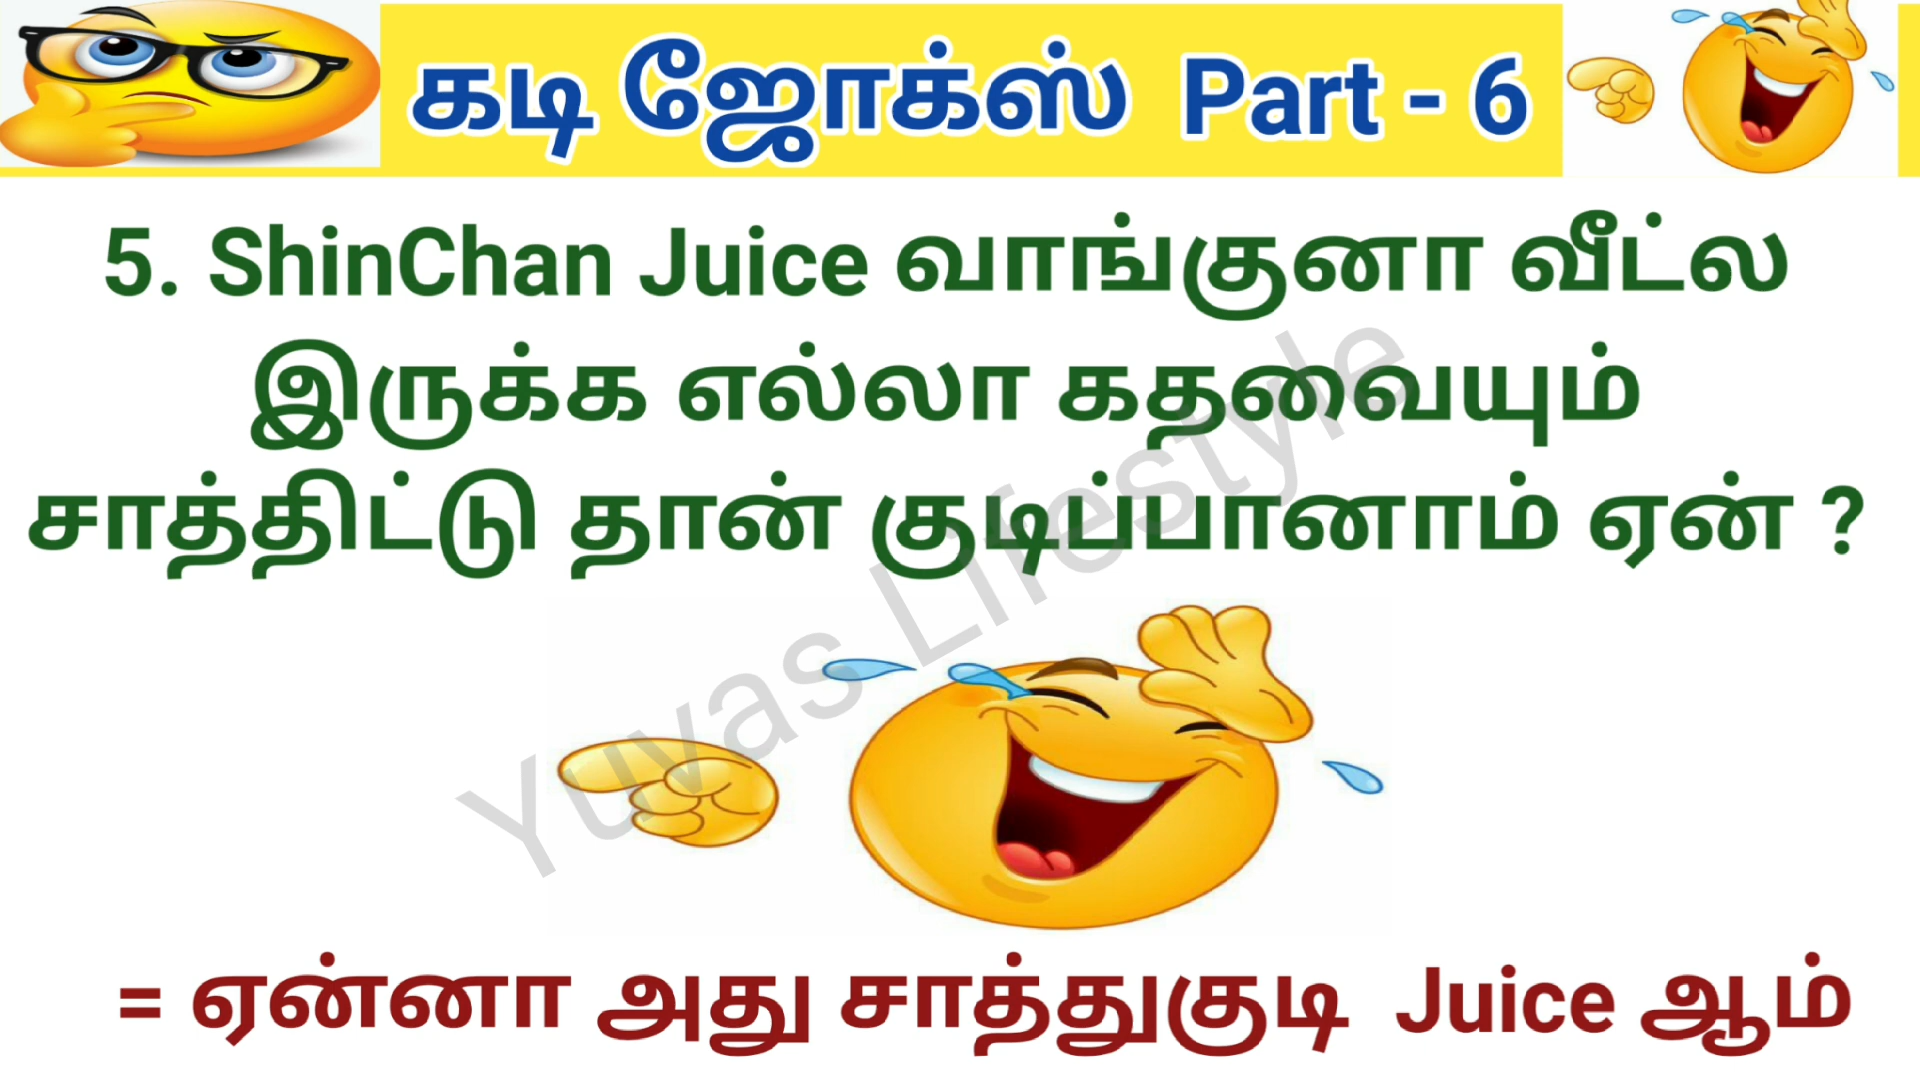 கடி ஜோக்ஸ் Part - 6
5. ShinChan Juice வாங்குனா வீட்ல
இருக்க எல்லா கதவையும்
சாத்திட்டு தான் குடிப்பானாம் ஏன் ?
Yuvas Lifestyle
= ஏன்னா அது சாத்துகுடி Juice ஆம்